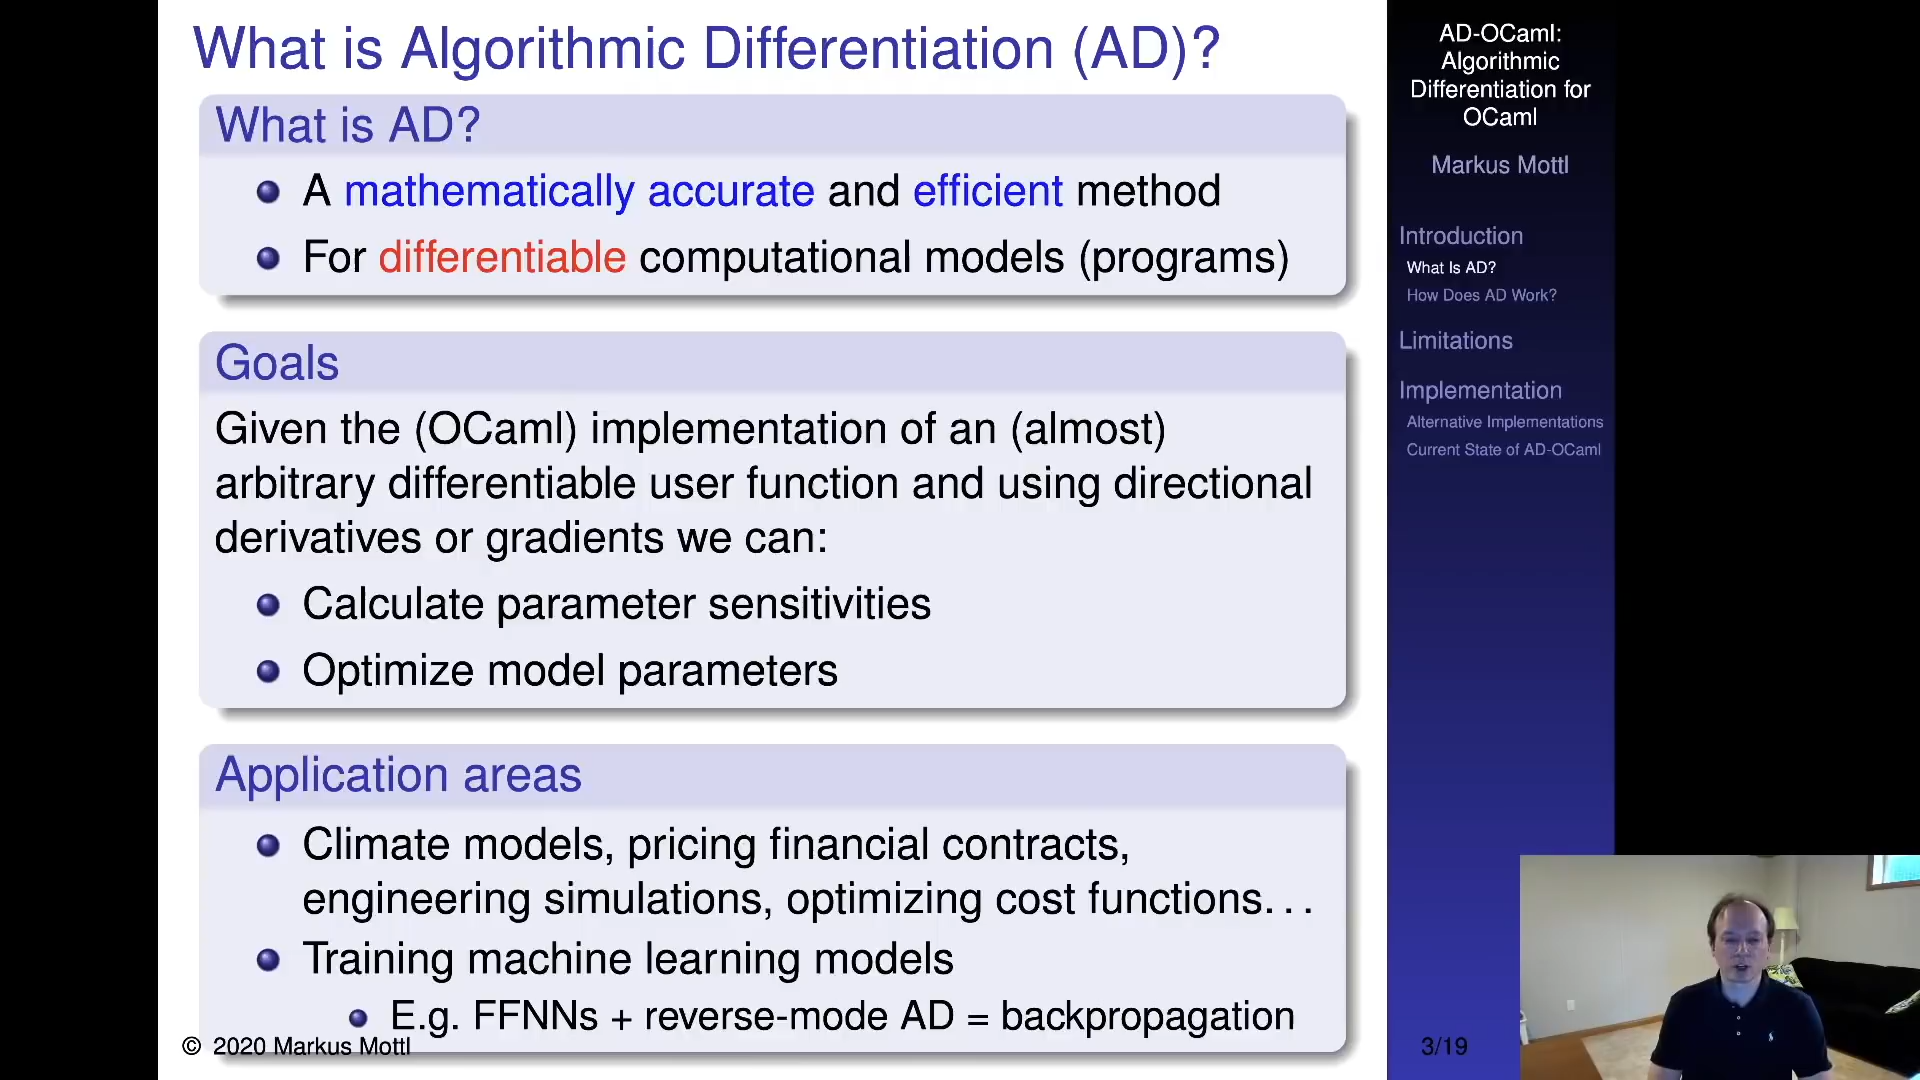 What is Algorithmic Differentiation (AD)?
What is AD?
A mathematically accurate and efficient method
For differentiable computational models (programs)
Goals
Given the (OCaml) implementation of an (almost)
arbitrary differentiable user function and using directional
derivatives or gradients we can:
Calculate parameter sensitivities
Optimize model parameters
Application areas
Climate models, pricing financial contracts,
engineering simulations, optimizing cost functions...
Training machine learning models
E.g. FFNNs + reverse-mode AD = backpropagation
© 2020 Markus Mottl
AD-OCaml:
Algorithmic
Differentiation for
OCaml
Markus Mottl
Introduction
What Is AD?
How Does AD Work?
Limitations
Implementation
Alternative Implementations
Current State of AD-OCaml
3/19